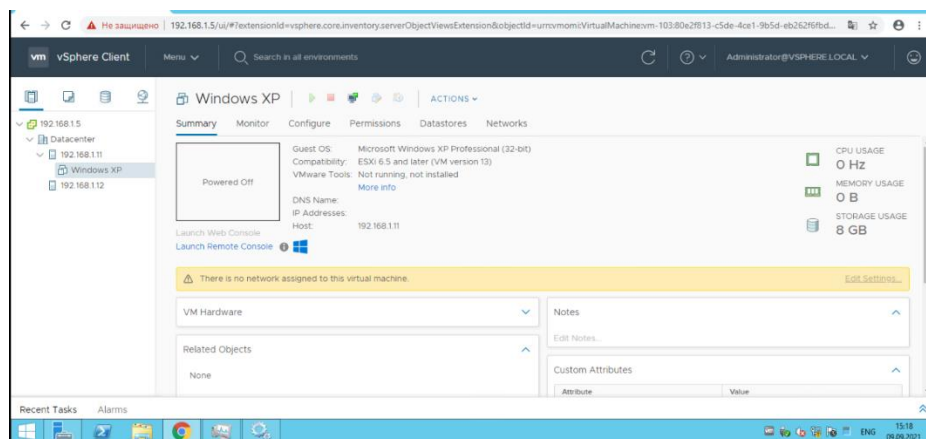 Не защищено | 192.168.1.5/ui/#?extensionId=vsphere.core.inventory.serverObjectViewsExtension&objectId=urn:vmomi:VirtualMachine:vm-103:80e2f813-c5de-4ce1-9b5d-eb262f6fbd...
vm vSphere Client Menu Search in all environments Administrator@VSPHERE.LOCAL
192.168.1.5
Datacenter
192.168.1.11
Windows XP
192.168.1.12
Windows XP ACTIONS
Summary Monitor Configure Permissions Datastores Networks
Powered Off
Launch Web Console
Launch Remote Console
Guest OS: Microsoft Windows XP Professional (32-bit)
Compatibility: ESXi 6.5 and later (VM version 13)
VMware Tools: Not running, not installed
More info
DNS Name:
IP Addresses:
Host: 192.168.1.11
CPU USAGE
0 Hz
MEMORY USAGE
0 B
STORAGE USAGE
8 GB
There is no network assigned to this virtual machine. Edit Settings...
VM Hardware
Related Objects
None
Notes
Edit Notes...
Custom Attributes
Attribute Value
Recent Tasks Alarms
ENG 15:18
09.09.2021